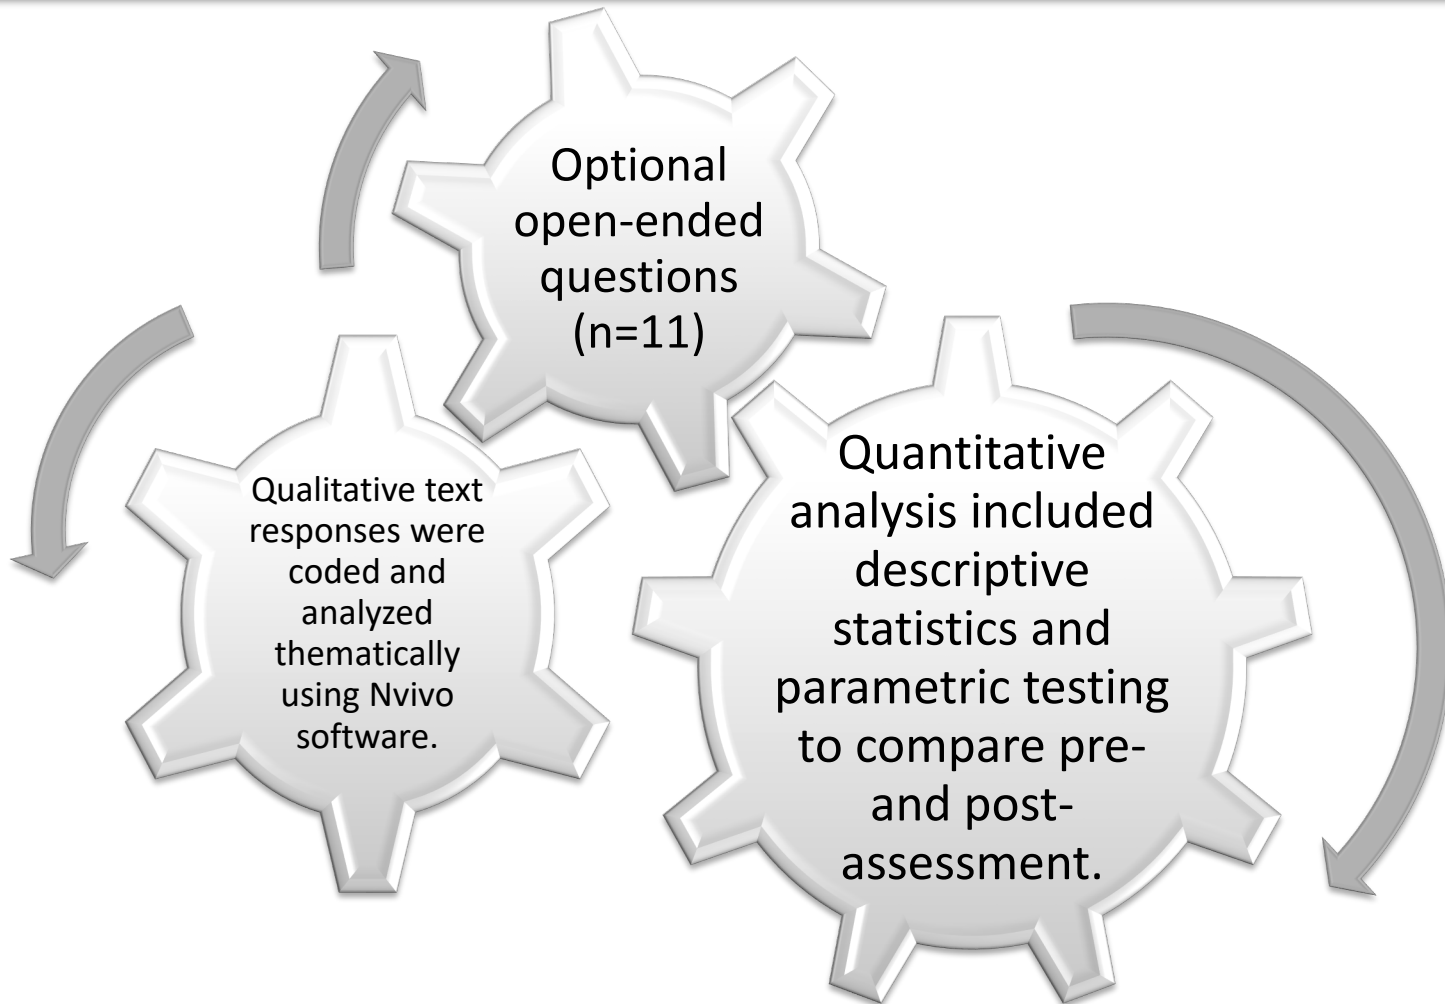 Optional
open-ended
questions
(n=11)
Qualitative text
responses were
coded and
analyzed
thematically
using Nvivo
software.
Quantitative
analysis included
descriptive
statistics and
parametric testing
to compare pre-
and post-
assessment.